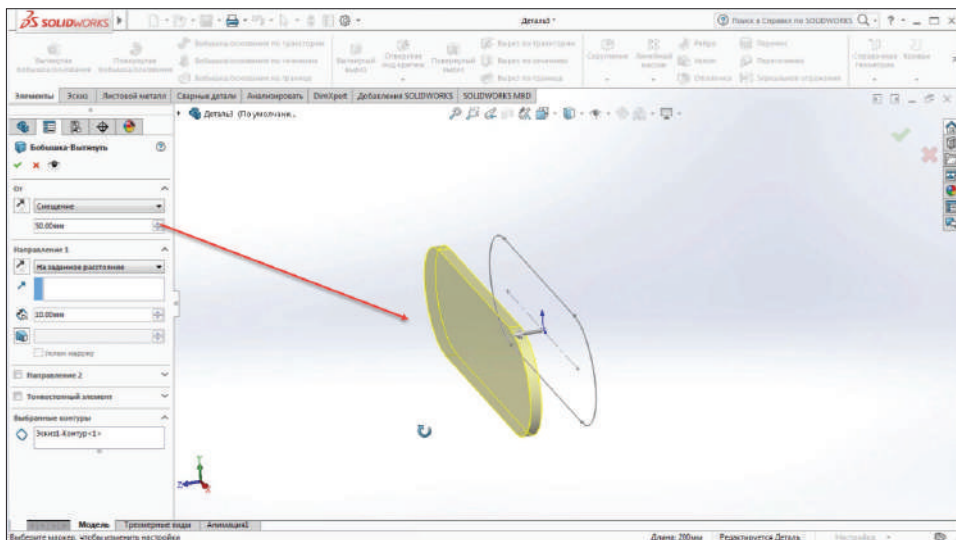 SOLIDWORKS
Деталь3 *
Поиск в Справке по SOLIDWORKS
Вытянутая бобышка/основание
Повернутая бобышка/основание
Бобышка/основание по траектории
Бобышка/основание по сечениям
Бобышка/основание по границе
Вытянутый вырез
Отверстие под крепеж
Повернутый вырез
Вырез по траектории
Вырез по сечениям
Вырез по границе
Скругление
Линейный массив
Ребро
Уклон
Оболочка
Перенос
Пересечение
Зеркальное отражение
Справочная геометрия
Кривые
Элементы Эскиз Листовой металл Сварные детали Анализировать DimXpert Добавления SOLIDWORKS SOLIDWORKS MBD
Деталь3 (По умолчани...
Бобышка-Вытянуть
От
Смещение
50.00мм
Направление 1
На заданное расстояние
10.00мм
Уклон наружу
Направление 2
Тонкостенный элемент
Выбранные контуры
Эскиз1-Контур<1>
Y
Z
X
Модель Трехмерные виды Анимация1
Выберите маркер, чтобы изменить настройки
Длина: 200мм Редактируется Деталь Настройка